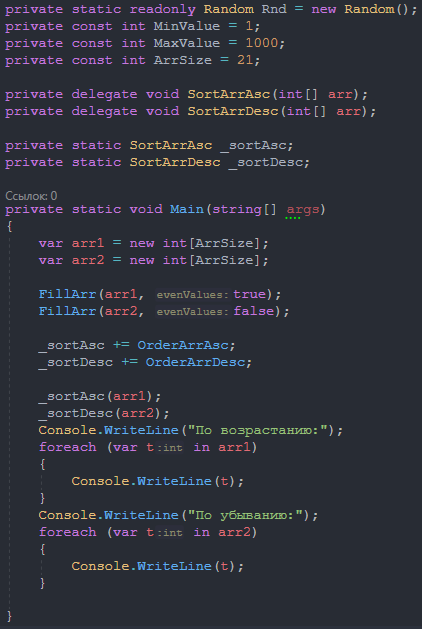 private static readonly Random Rnd = new Random();
private const int MinValue = 1;
private const int MaxValue = 1000;
private const int ArrSize = 21;
private delegate void SortArrAsc(int[] arr);
private delegate void SortArrDesc(int[] arr);
private static SortArrAsc _sortAsc;
private static SortArrDesc _sortDesc;
Ссылок: 0
private static void Main(string[] args)
{
var arr1 = new int[ArrSize];
var arr2 = new int[ArrSize];
FillArr(arr1, evenValues: true);
FillArr(arr2, evenValues: false);
_sortAsc += OrderArrAsc;
_sortDesc += OrderArrDesc;
_sortAsc(arr1);
_sortDesc(arr2);
Console.WriteLine("По возрастанию:");
foreach (var t :int in arr1)
{
Console.WriteLine(t);
}
Console.WriteLine("По убыванию:");
foreach (var t :int in arr2)
{
Console.WriteLine(t);
}
}